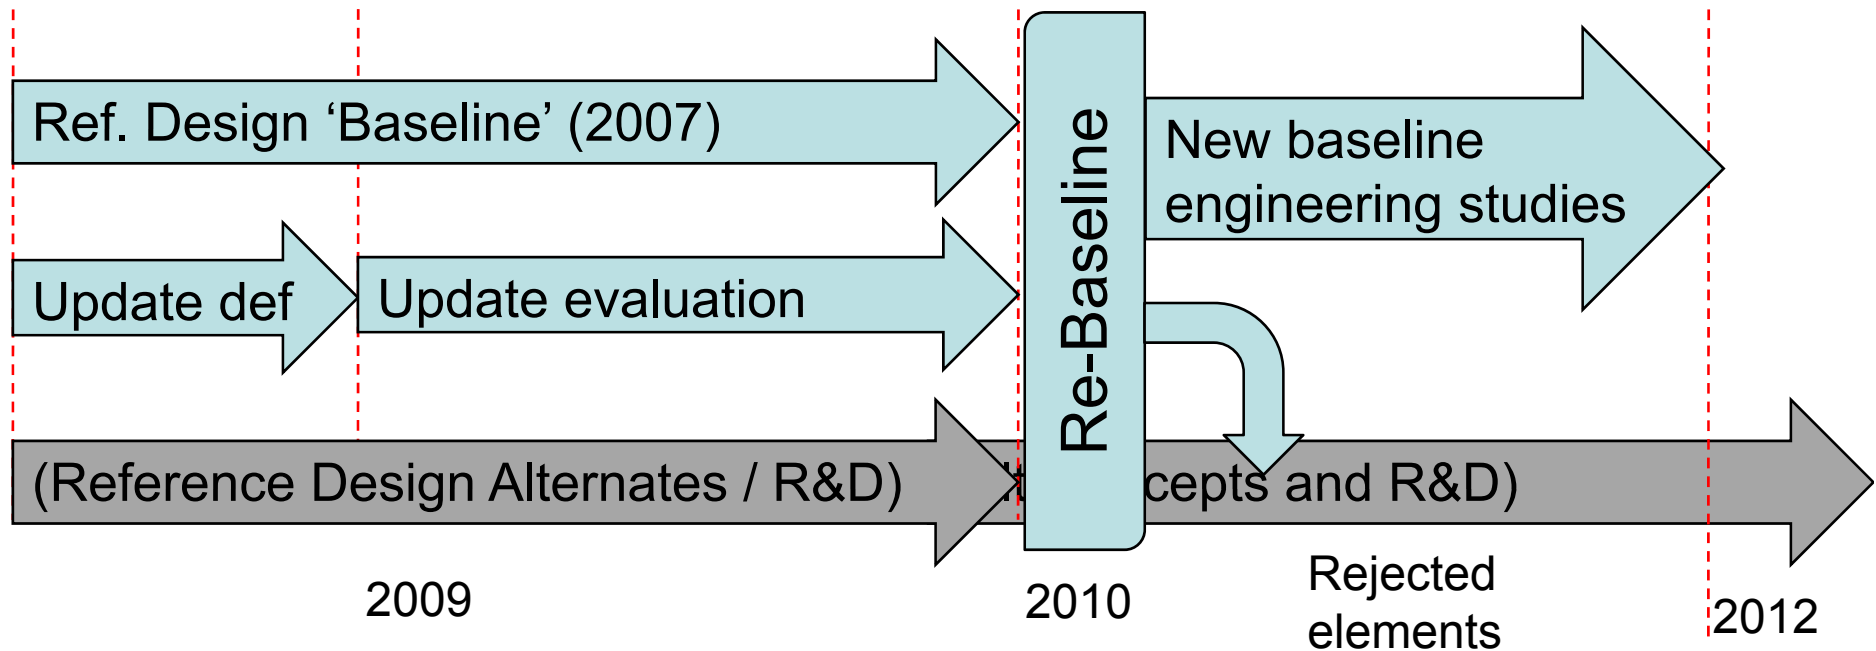 Ref. Design ‘Baseline’ (2007)
New baseline
engineering studies
Re-Baseline
Update def
Update evaluation
(Reference Design Alternates / R&D)
and R&D)
2009
2010
Rejected
elements
2012